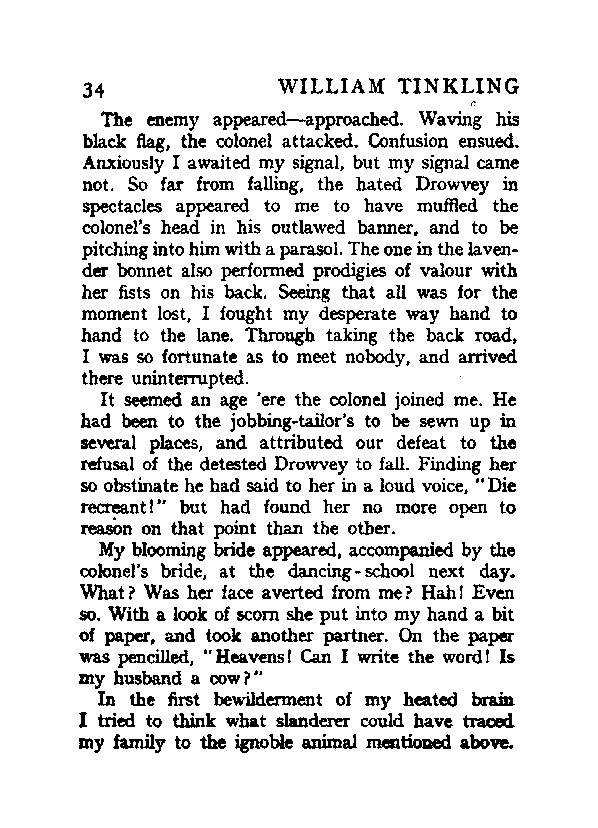 34 WILLIAM TINKLING
The enemy appeared—approached. Waving his
black flag, the colonel attacked. Confusion ensued.
Anxiously I awaited my signal, but my signal came
not. So far from falling, the hated Drowvey in
spectacles appeared to me to have muffled the
colonel's head in his outlawed banner, and to be
pitching into him with a parasol. The one in the laven-
der bonnet also performed prodigies of valour with
her fists on his back. Seeing that all was for the
moment lost, I fought my desperate way hand to
hand to the lane. Through taking the back road,
I was so fortunate as to meet nobody, and arrived
there uninterrupted.
It seemed an age 'ere the colonel joined me. He
had been to the jobbing-tailor's to be sewn up in
several places, and attributed our defeat to the
refusal of the detested Drowvey to fall. Finding her
so obstinate he had said to her in a loud voice, "Die
recreant!" but had found her no more open to
reason on that point than the other.
My blooming bride appeared, accompanied by the
colonel's bride, at the dancing-school next day.
What? Was her face averted from me? Hah! Even
so. With a look of scorn she put into my hand a bit
of paper, and took another partner. On the paper
was pencilled, "Heavens! Can I write the word! Is
my husband a cow?"
In the first bewilderment of my heated brain
I tried to think what slanderer could have traced
my family to the ignoble animal mentioned above.